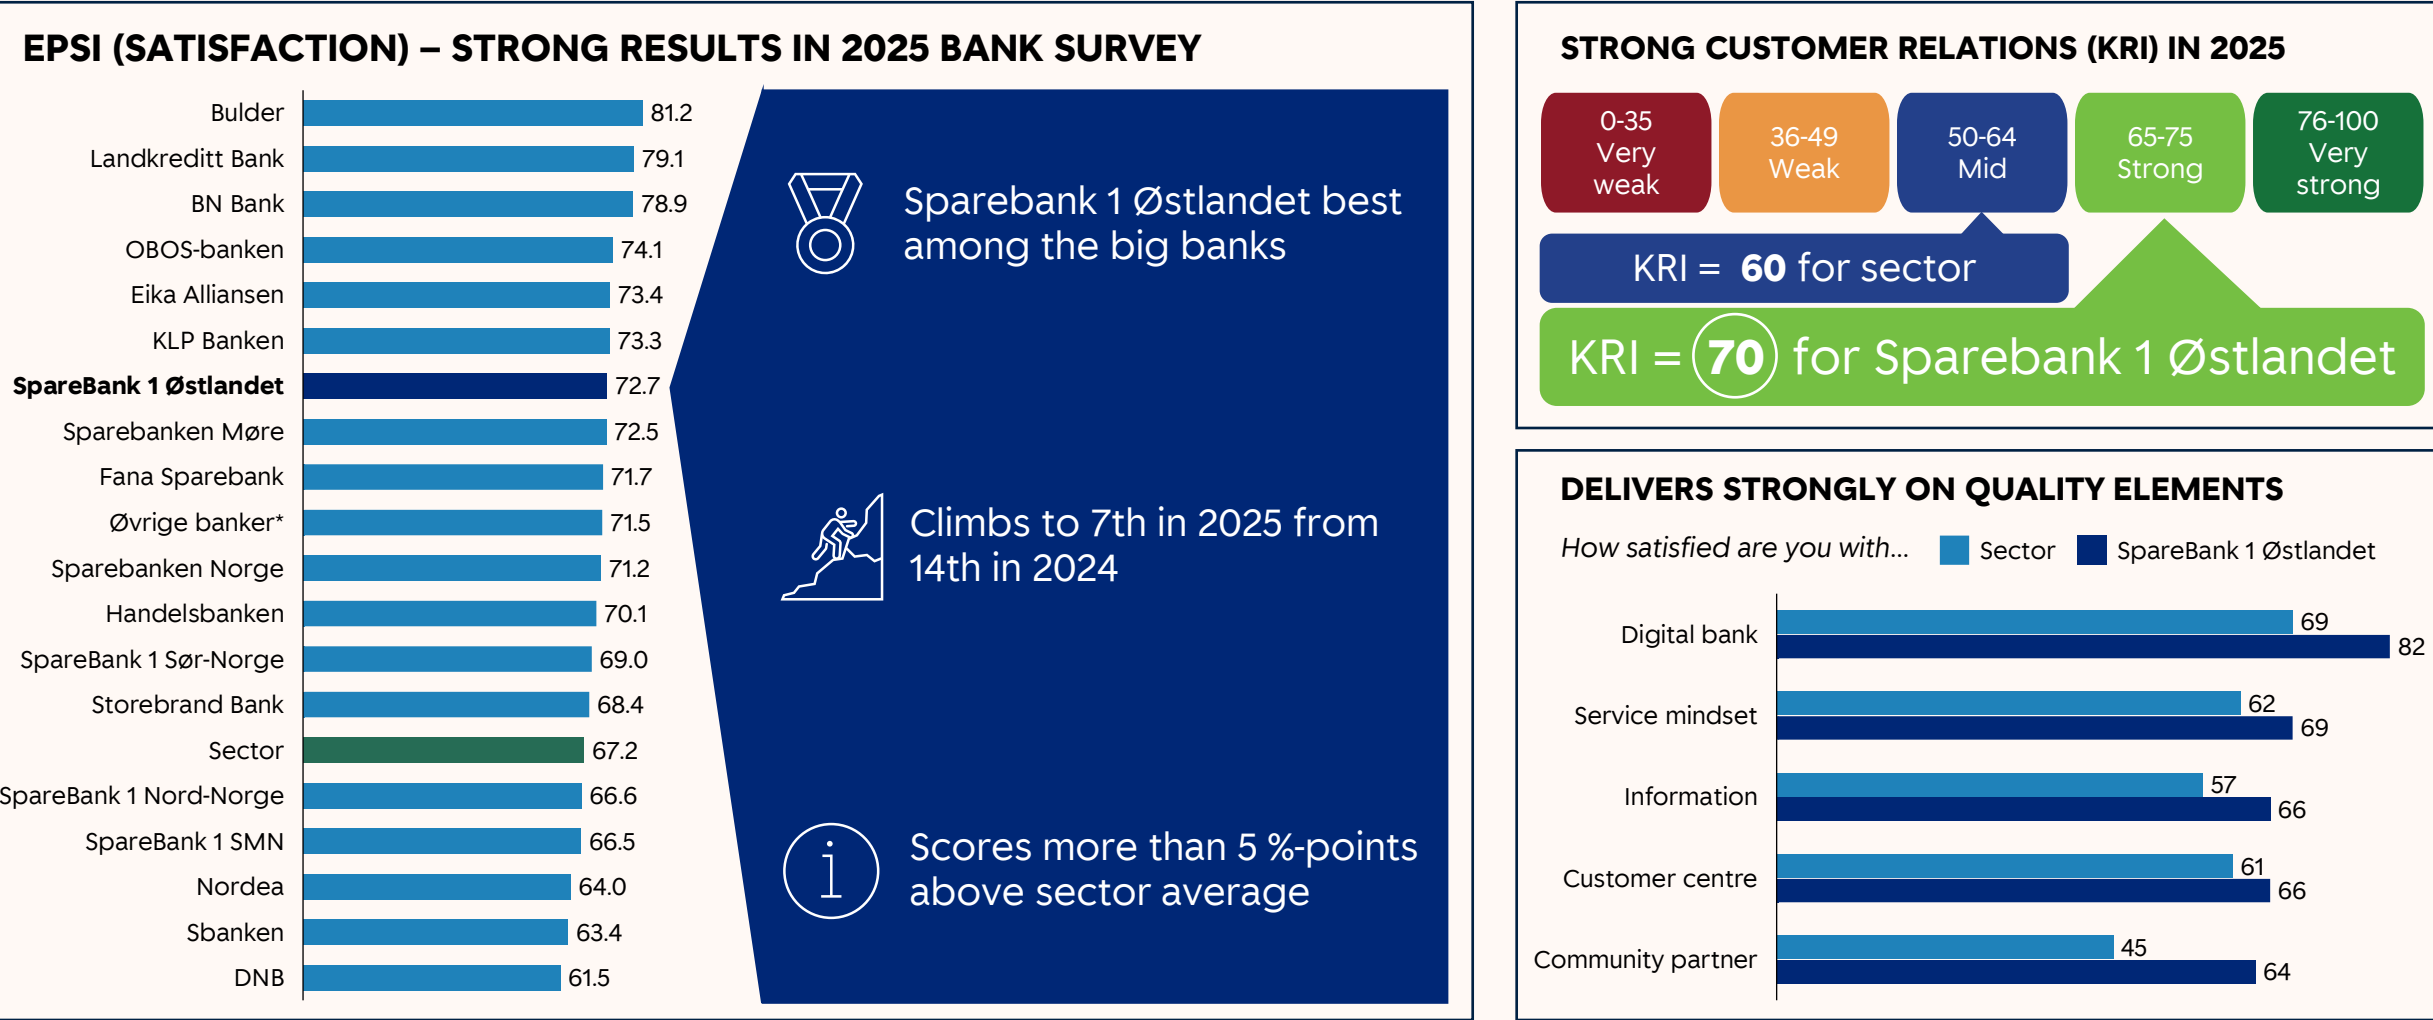 EPSI (SATISFACTION) – STRONG RESULTS IN 2025 BANK SURVEY
Bulder 81.2
Landkreditt Bank 79.1
BN Bank 78.9
OBOS-banken 74.1
Eika Alliansen 73.4
KLP Banken 73.3
SpareBank 1 Østlandet 72.7
Sparebanken Møre 72.5
Fana Sparebank 71.7
Øvrige banker* 71.5
Sparebanken Norge 71.2
Handelsbanken 70.1
SpareBank 1 Sør-Norge 69.0
Storebrand Bank 68.4
Sector 67.2
SpareBank 1 Nord-Norge 66.6
SpareBank 1 SMN 66.5
Nordea 64.0
Sbanken 63.4
DNB 61.5
Sparebank 1 Østlandet best
among the big banks
Climbs to 7th in 2025 from
14th in 2024
i
Scores more than 5 %-points
above sector average
STRONG CUSTOMER RELATIONS (KRI) IN 2025
0-35
Very
weak
36-49
Weak
50-64
Mid
65-75
Strong
76-100
Very
strong
KRI = 60 for sector
KRI = 70 for Sparebank 1 Østlandet
DELIVERS STRONGLY ON QUALITY ELEMENTS
How satisfied are you with... Sector SpareBank 1 Østlandet
Digital bank 69
82
Service mindset 62
69
Information 57
66
Customer centre 61
66
Community partner 45
64